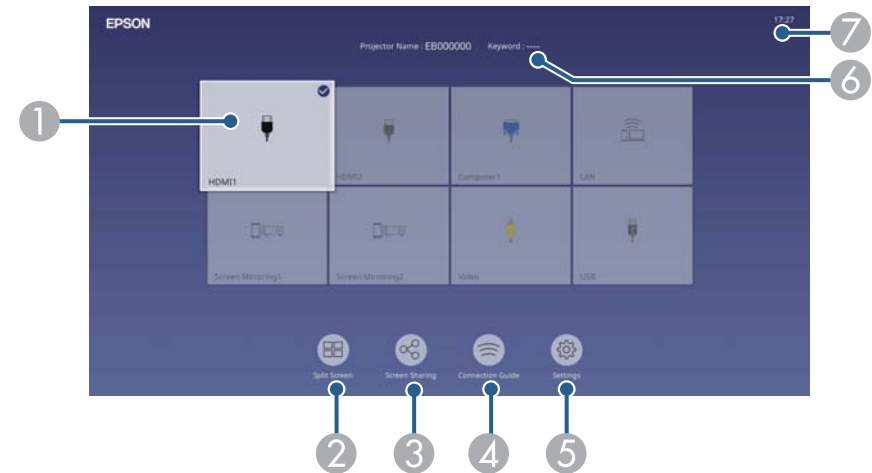 EPSON
17:27
7
Projector Name : EB000000 Keyword : ----
6
1
HDMI1 HDMI2 Computer1 LAN
Screen Mirroring1 Screen Mirroring2 Video USB
Split Screen Screen Sharing Connection Guide Settings
2 3 4 5